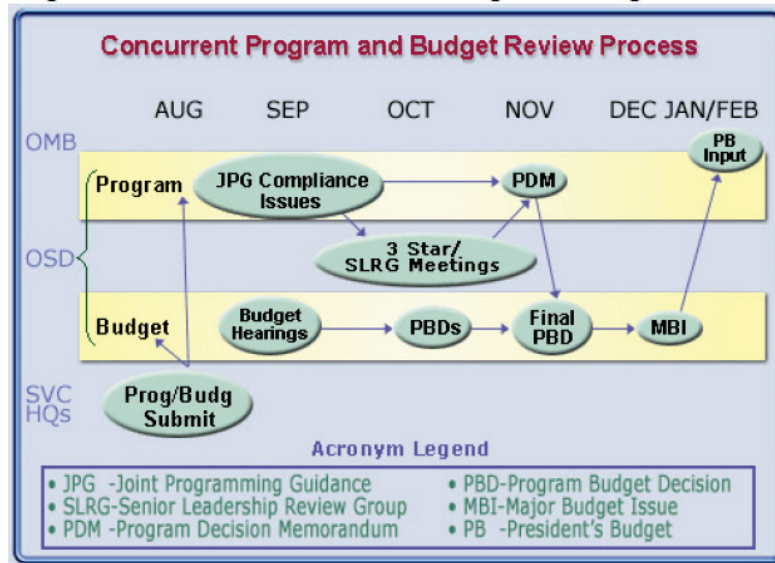 Concurrent Program and Budget Review Process
AUG SEP OCT NOV DEC JAN/FEB
OMB
PB
Input
Program
JPG Compliance
Issues
PDM
OSD
3 Star/
SLRG Meetings
Budget
Budget
Hearings
PBDs
Final
PBD
MBI
SVC
HQs
Prog/Budg
Submit
Acronym Legend
• JPG -Joint Programming Guidance
• SLRG-Senior Leadership Review Group
• PDM -Program Decision Memorandum
• PBD-Program Budget Decision
• MBI-Major Budget Issue
• PB -President's Budget